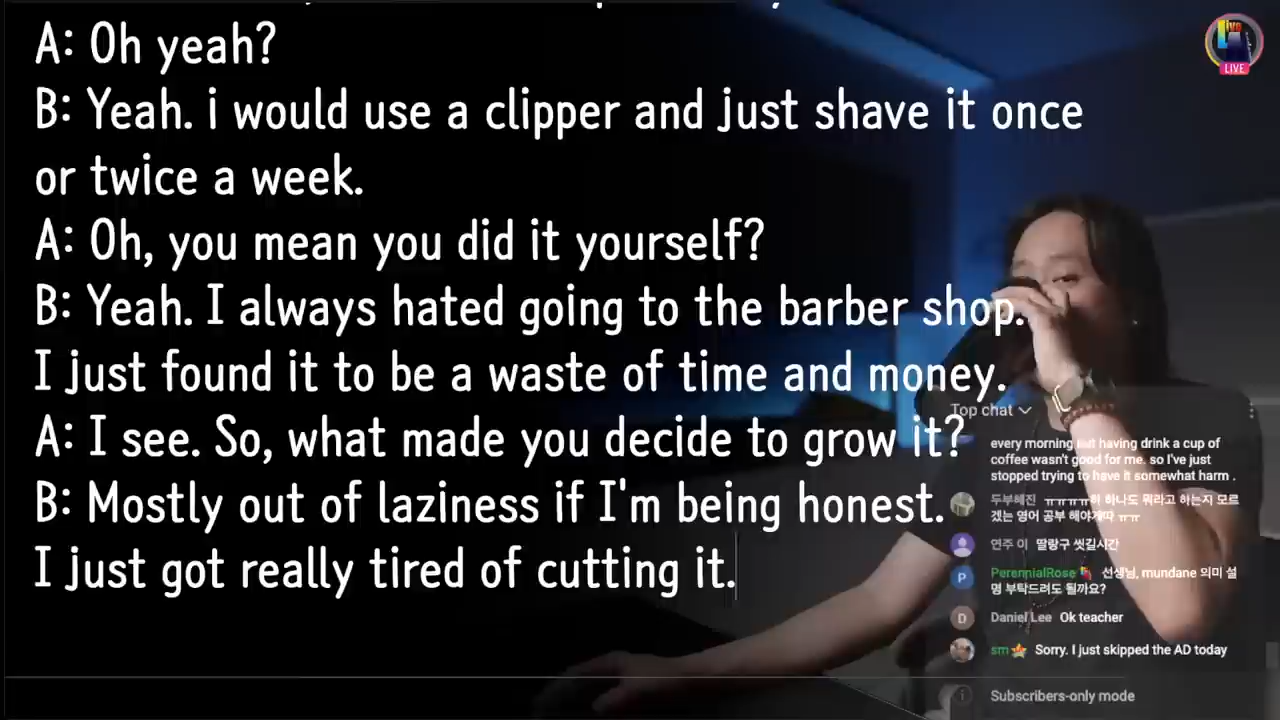 A: Oh yeah?
B: Yeah. i would use a clipper and just shave it once
or twice a week.
A: Oh, you mean you did it yourself?
B: Yeah. I always hated going to the barber shop.
I just found it to be a waste of time and money.
A: I see. So, what made you decide to grow it?
B: Mostly out of laziness if I'm being honest.
I just got really tired of cutting it.
Live
LIVE
Top chat
every morning but having drink a cup of
coffee wasn't good for me. so I've just
stopped trying to have it somewhat harm .
두부혜진 ㅠㅠㅠㅠ히 하나도 뭐라고 하는지 모르
겠는 영어 공부 해야게따 ㅠㅠ
연주 이 딸랑구 씻길시간
P PerennialRose 선생님, mundane 의미 설
명 부탁드려도 될까요?
D Daniel Lee Ok teacher
sm Sorry. I just skipped the AD today
Subscribers-only mode